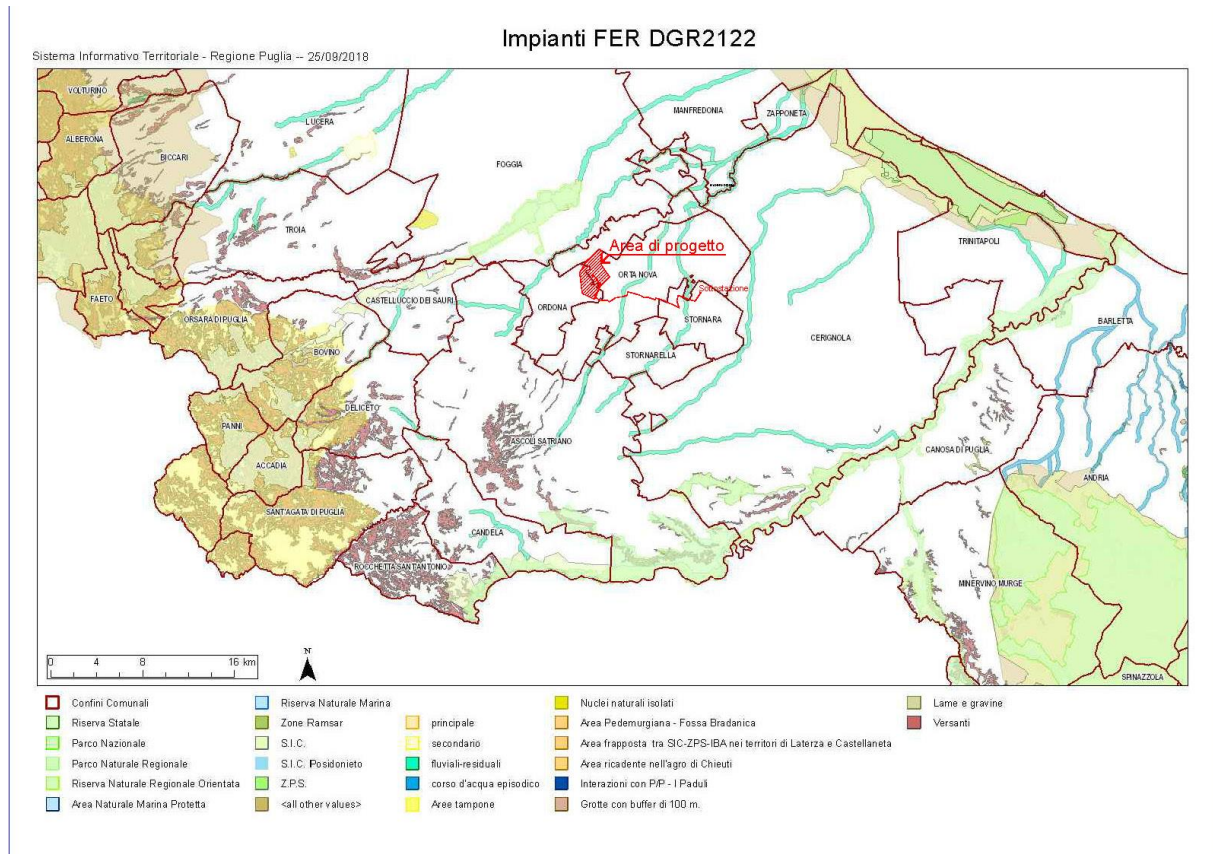 Impianti FER DGR2122
Sistema Informativo Territoriale - Regione Puglia -- 25/09/2018
VOLTURINO
ALBERONA
BICCARI
LUCERA
FOGGIA
MANFREDONIA
ZAPPONETA
TROIA
FAETO
ORSARA DI PUGLIA
CASTELLUCCIO DEI SAURI
BOVINO
Area di progetto
ORTA NOVA
Sottostazione
ORDONA
STORNARA
STORNARELLA
CERIGNOLA
TRINITAPOLI
BARLETTA
DELICETO
PANNI
ACCADIA
ASCOLI SATRIANO
SANT'AGATA DI PUGLIA
CANDELA
ROCCHETTA SANT'ANTONIO
CANOSA DI PUGLIA
ANDRIA
MINERVINO MURGE
SPINAZZOLA
0 4 8 16 km
N
Confini Comunali
Riserva Statale
Parco Nazionale
Parco Naturale Regionale
Riserva Naturale Regionale Orientata
Area Naturale Marina Protetta
Riserva Naturale Marina
Zone Ramsar
S.I.C.
S.I.C. Posidonieto
Z.P.S.
<all other values>
principale
secondario
fluviali-residuali
corso d'acqua episodico
Aree tampone
Nuclei naturali isolati
Area Pedemurgiana - Fossa Bradanica
Area frapposta tra SIC-ZPS-IBA nei territori di Laterza e Castellaneta
Area ricadente nell'agro di Chieuti
Interazioni con P/P - I Paduli
Grotte con buffer di 100 m.
Lame e gravine
Versanti